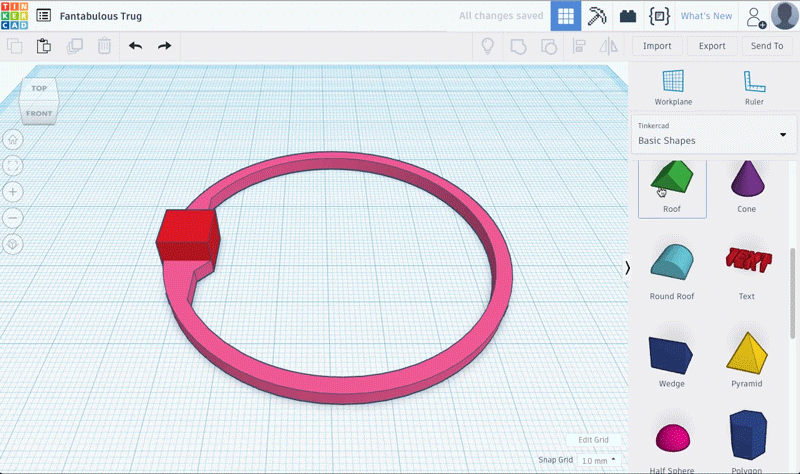 TIN
KER
CAD
Fantabulous Trug
All changes saved
What's New
Import
Export
Send To
TOP
FRONT
Workplane
Ruler
Tinkercad
Basic Shapes
Roof
Cone
Round Roof
Text
TEXT
Wedge
Pyramid
Half Sphere
Polygon
Edit Grid
Snap Grid
1.0 mm